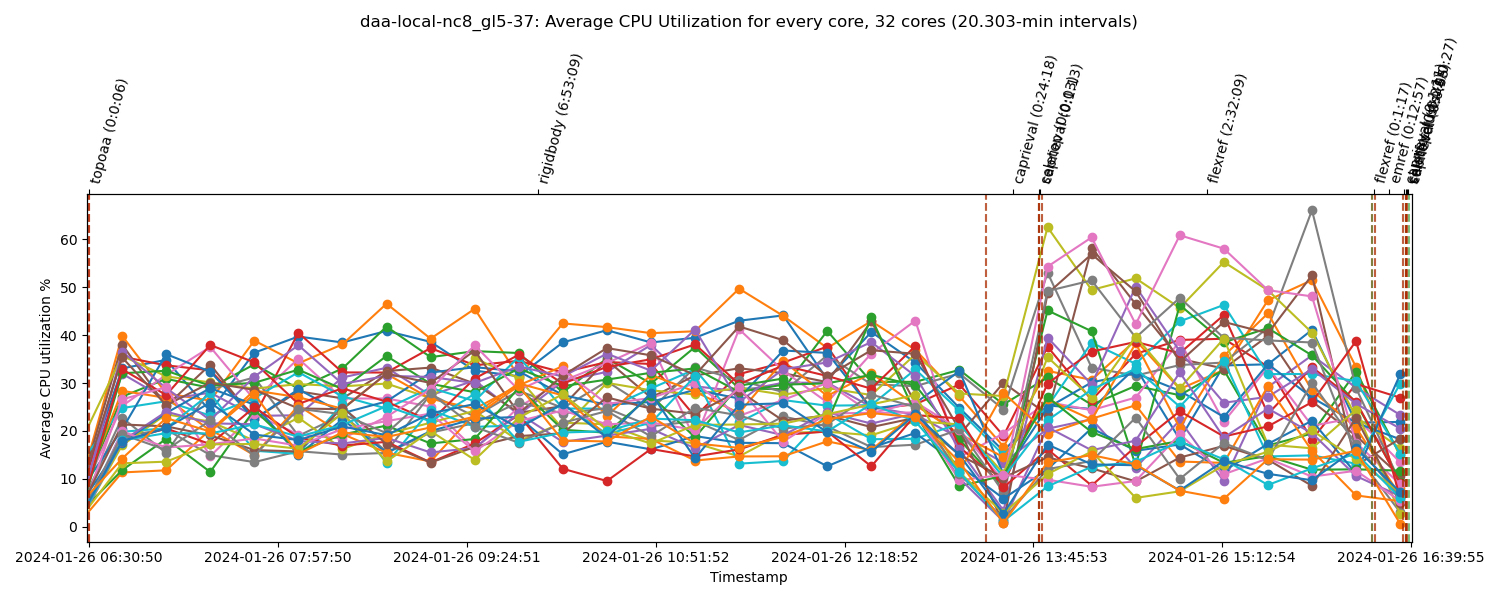 daa-local-nc8_gl5-37: Average CPU Utilization for every core, 32 cores (20.303-min intervals)
topoaa (0:0:06)
rigidbody (6:53:09)
caprieval (0:24:18)
flexref (2:32:09)
flexref (0:1:17)
emref (0:12:57)
Average CPU utilization %
60
50
40
30
20
10
0
2024-01-26 06:30:50
2024-01-26 07:57:50
2024-01-26 09:24:51
2024-01-26 10:51:52
2024-01-26 12:18:52
2024-01-26 13:45:53
2024-01-26 15:12:54
2024-01-26 16:39:55
Timestamp